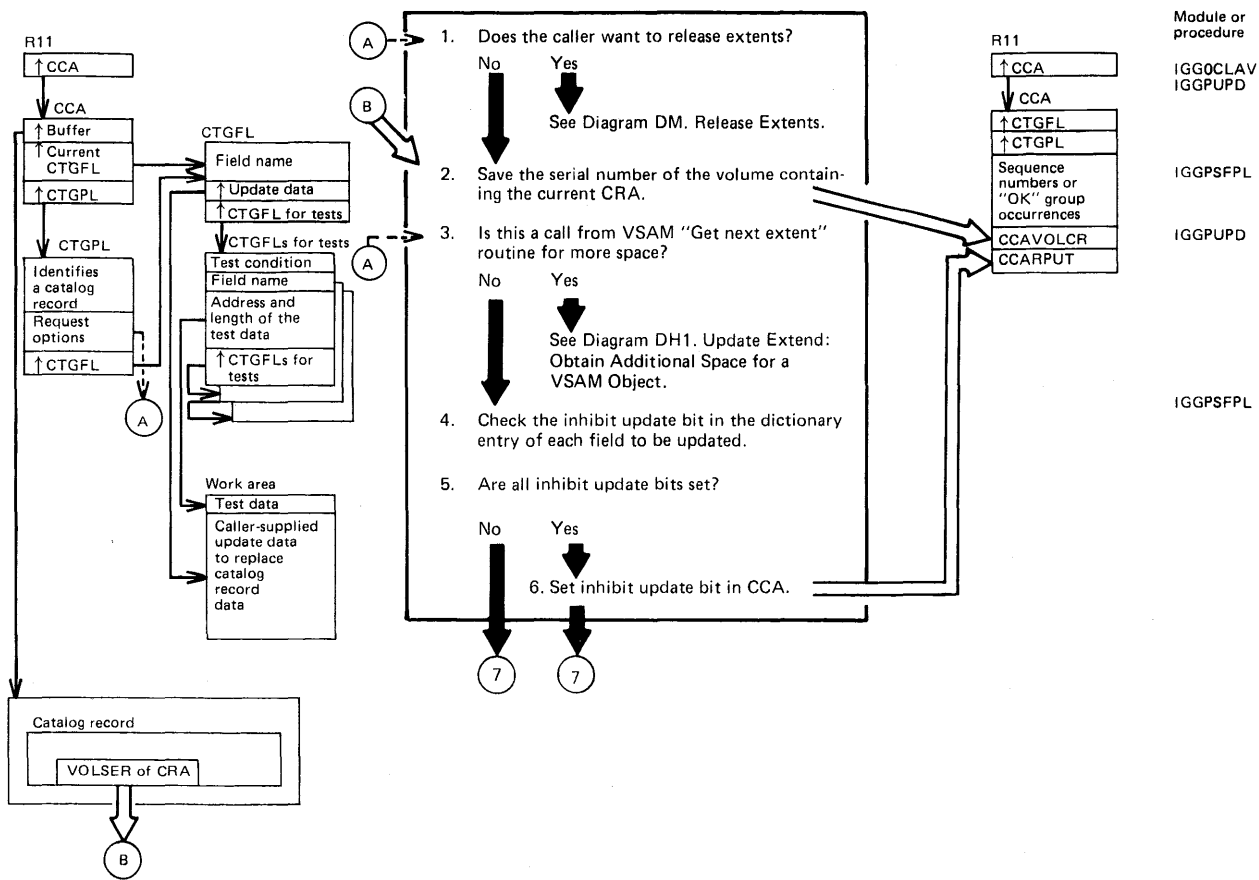 R11
↑CCA
CCA
↑Buffer
↑Current
CTGFL
↑CTGPL
CTGPL
Identifies
a catalog
record
Request
options
↑CTGFL
A
CTGFL
Field name
↑Update data
↑CTGFL for tests
CTGFLs for tests
Test condition
Field name
Address and
length of the
test data
↑CTGFLs for
tests
Work area
Test data
Caller-supplied
update data
to replace
catalog
record
data
Catalog record
VOLSER of CRA
B
A
1. Does the caller want to release extents?
No Yes
B
See Diagram DM. Release Extents.
2. Save the serial number of the volume contain-
ing the current CRA.
A
3. Is this a call from VSAM "Get next extent"
routine for more space?
No Yes
See Diagram DH1. Update Extend:
Obtain Additional Space for a
VSAM Object.
4. Check the inhibit update bit in the dictionary
entry of each field to be updated.
5. Are all inhibit update bits set?
No Yes
6. Set inhibit update bit in CCA.
7 7
R11
↑CCA
CCA
↑CTGFL
↑CTGPL
Sequence
numbers or
"OK" group
occurrences
CCAVOLCR
CCARPUT
Module or
procedure
IGG0CLAV
IGGPUPD
IGGPSFPL
IGGPUPD
IGGPSFPL